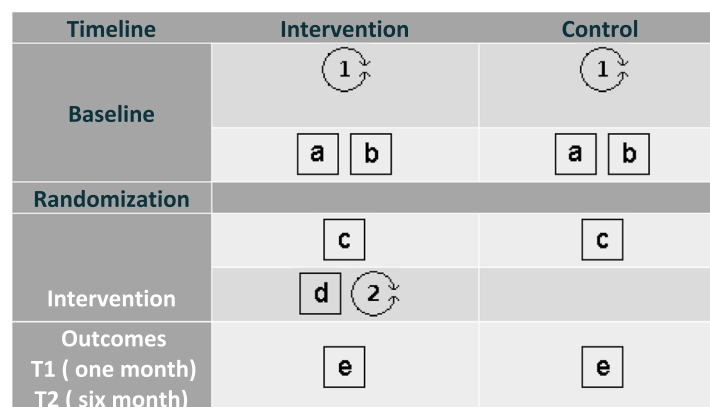 Timeline Intervention Control
1 1
Baseline
a b a b
Randomization
c c
Intervention d 2
Outcomes
T1 ( one month) e e
T2 ( six month)